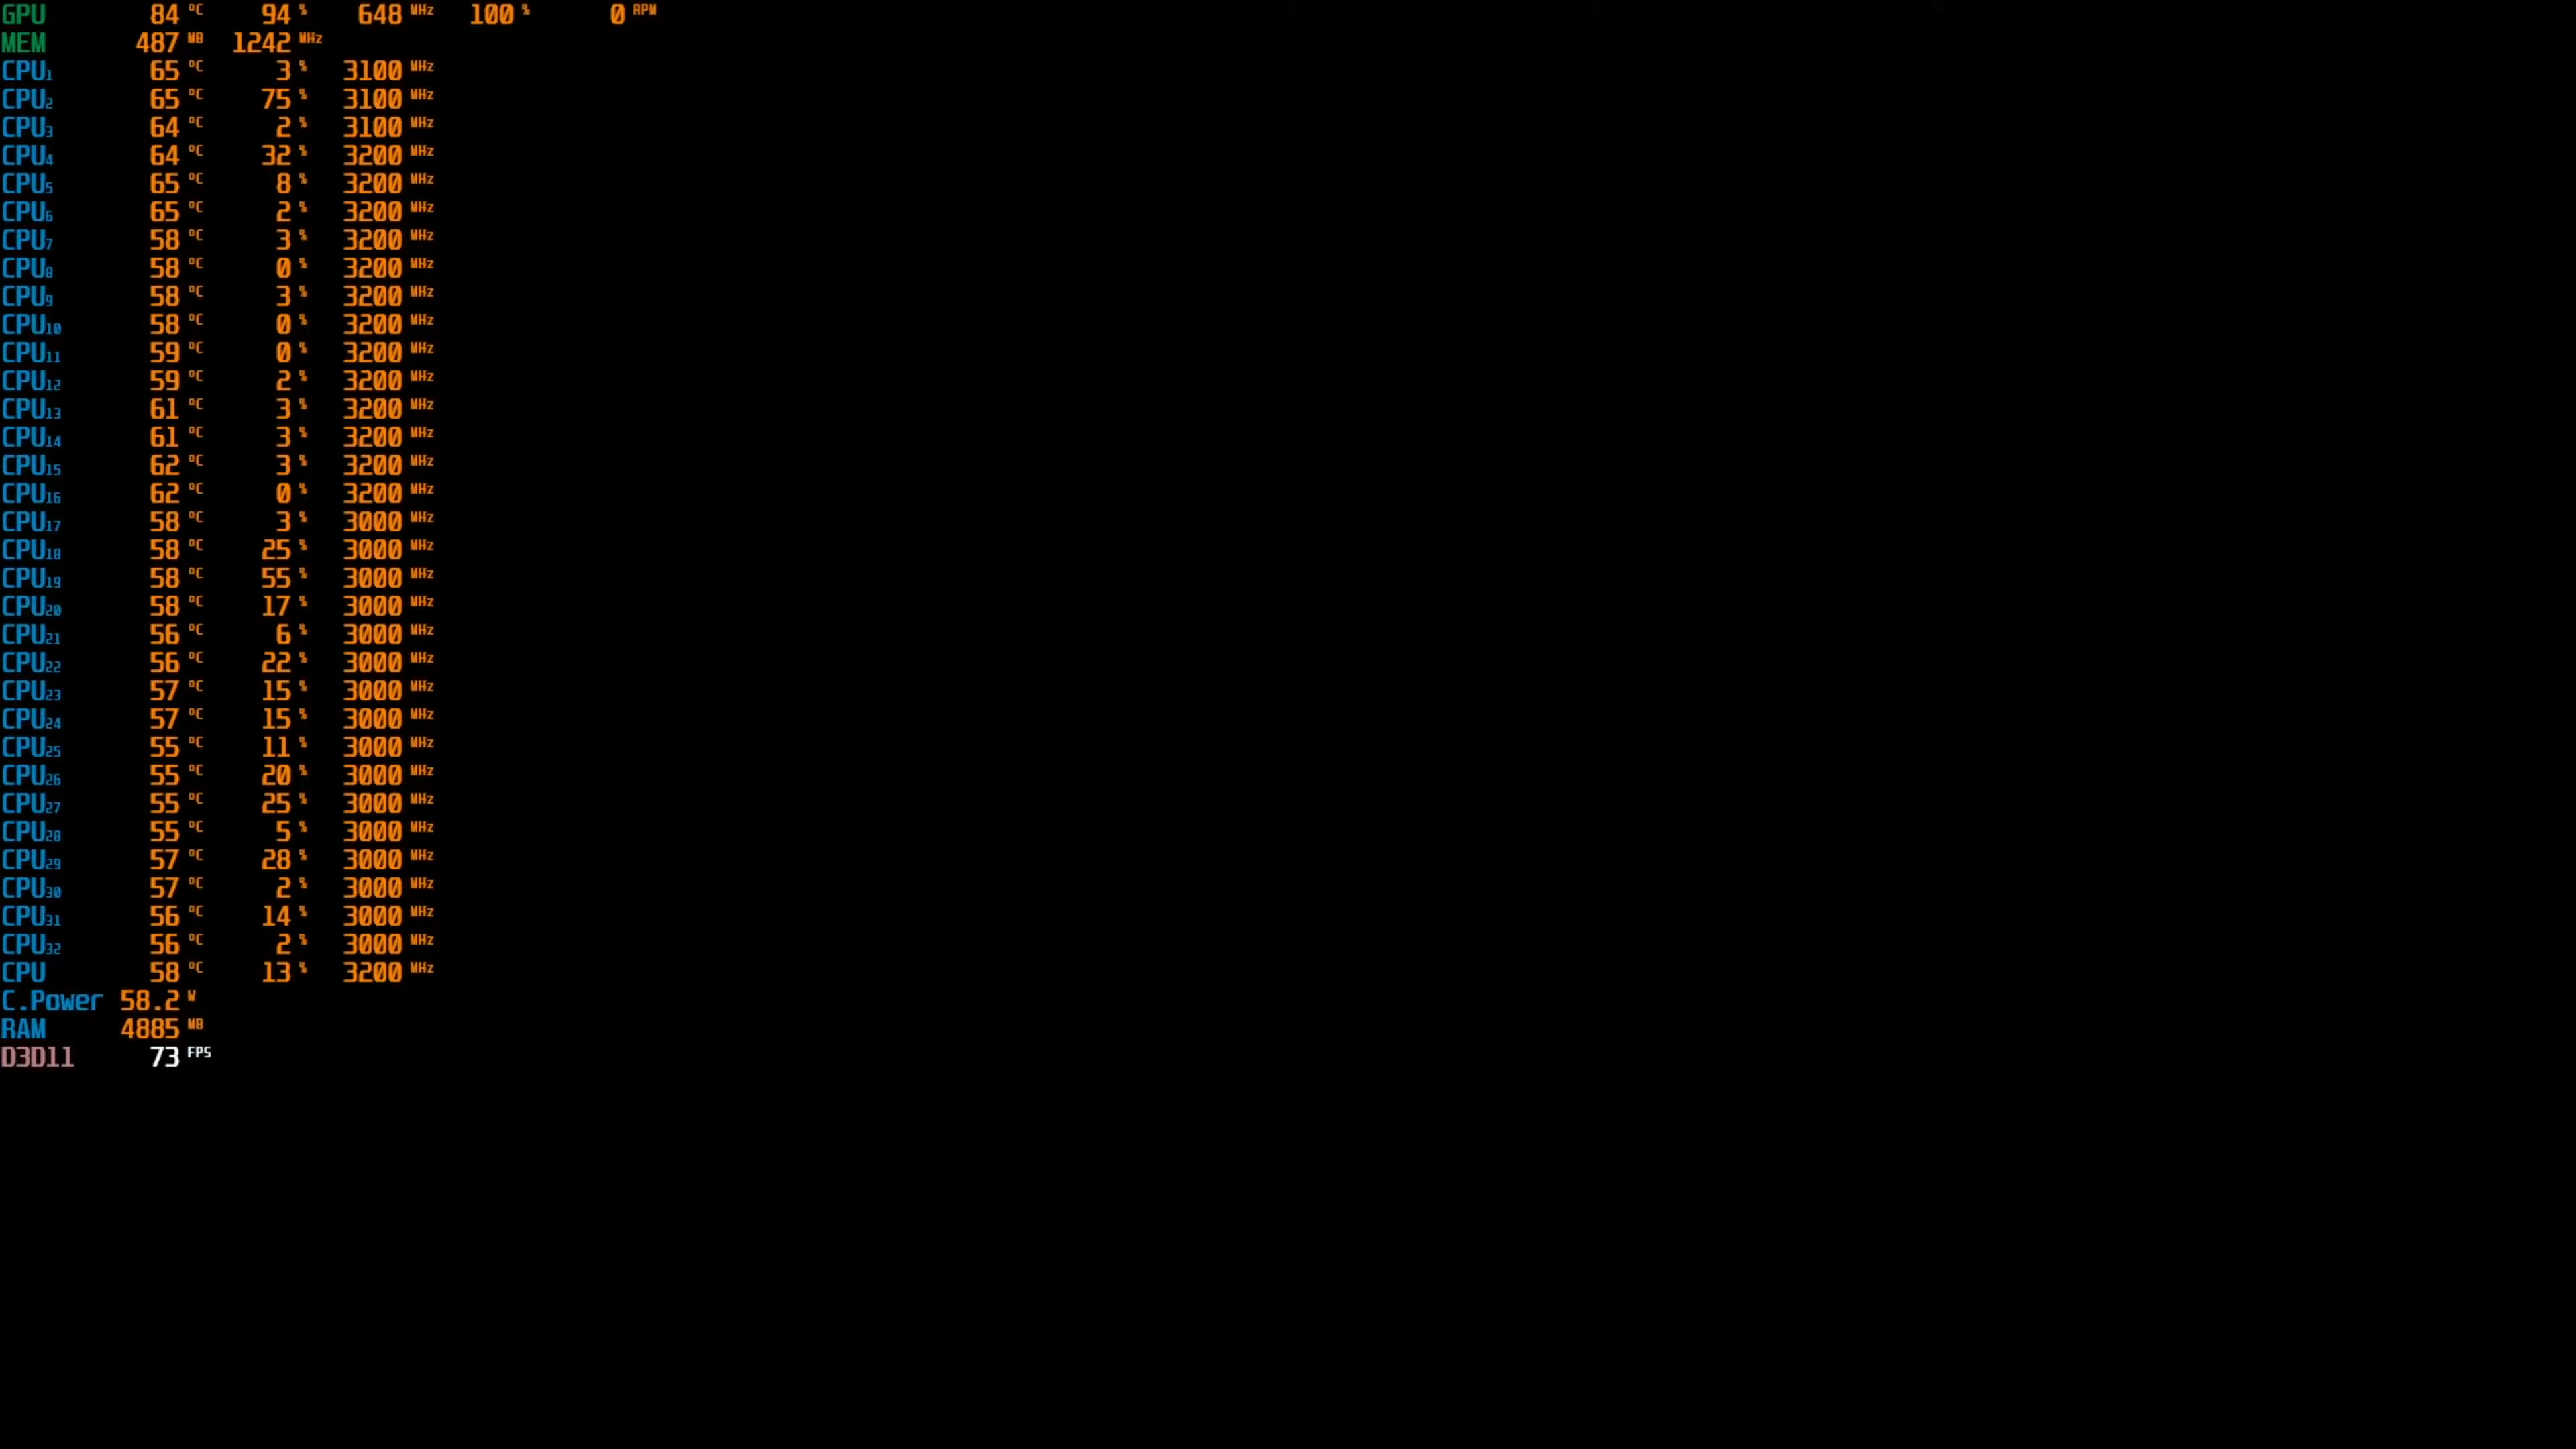 GPU 84 °C 94 % 648 MHz 100 % 0 RPM
MEM 487 MB 1242 MHz
CPU1 65 °C 3 % 3100 MHz
CPU2 65 °C 75 % 3100 MHz
CPU3 64 °C 2 % 3100 MHz
CPU4 64 °C 32 % 3200 MHz
CPU5 65 °C 8 % 3200 MHz
CPU6 65 °C 2 % 3200 MHz
CPU7 58 °C 3 % 3200 MHz
CPU8 58 °C 0 % 3200 MHz
CPU9 58 °C 3 % 3200 MHz
CPU10 58 °C 0 % 3200 MHz
CPU11 59 °C 0 % 3200 MHz
CPU12 59 °C 2 % 3200 MHz
CPU13 61 °C 3 % 3200 MHz
CPU14 61 °C 3 % 3200 MHz
CPU15 62 °C 3 % 3200 MHz
CPU16 62 °C 0 % 3200 MHz
CPU17 58 °C 3 % 3000 MHz
CPU18 58 °C 25 % 3000 MHz
CPU19 58 °C 55 % 3000 MHz
CPU20 58 °C 17 % 3000 MHz
CPU21 56 °C 6 % 3000 MHz
CPU22 56 °C 22 % 3000 MHz
CPU23 57 °C 15 % 3000 MHz
CPU24 57 °C 15 % 3000 MHz
CPU25 55 °C 11 % 3000 MHz
CPU26 55 °C 20 % 3000 MHz
CPU27 55 °C 25 % 3000 MHz
CPU28 55 °C 5 % 3000 MHz
CPU29 57 °C 28 % 3000 MHz
CPU30 57 °C 2 % 3000 MHz
CPU31 56 °C 14 % 3000 MHz
CPU32 56 °C 2 % 3000 MHz
CPU 58 °C 13 % 3200 MHz
C.Power 58.2 W
RAM 4885 MB
D3D11 73 FPS